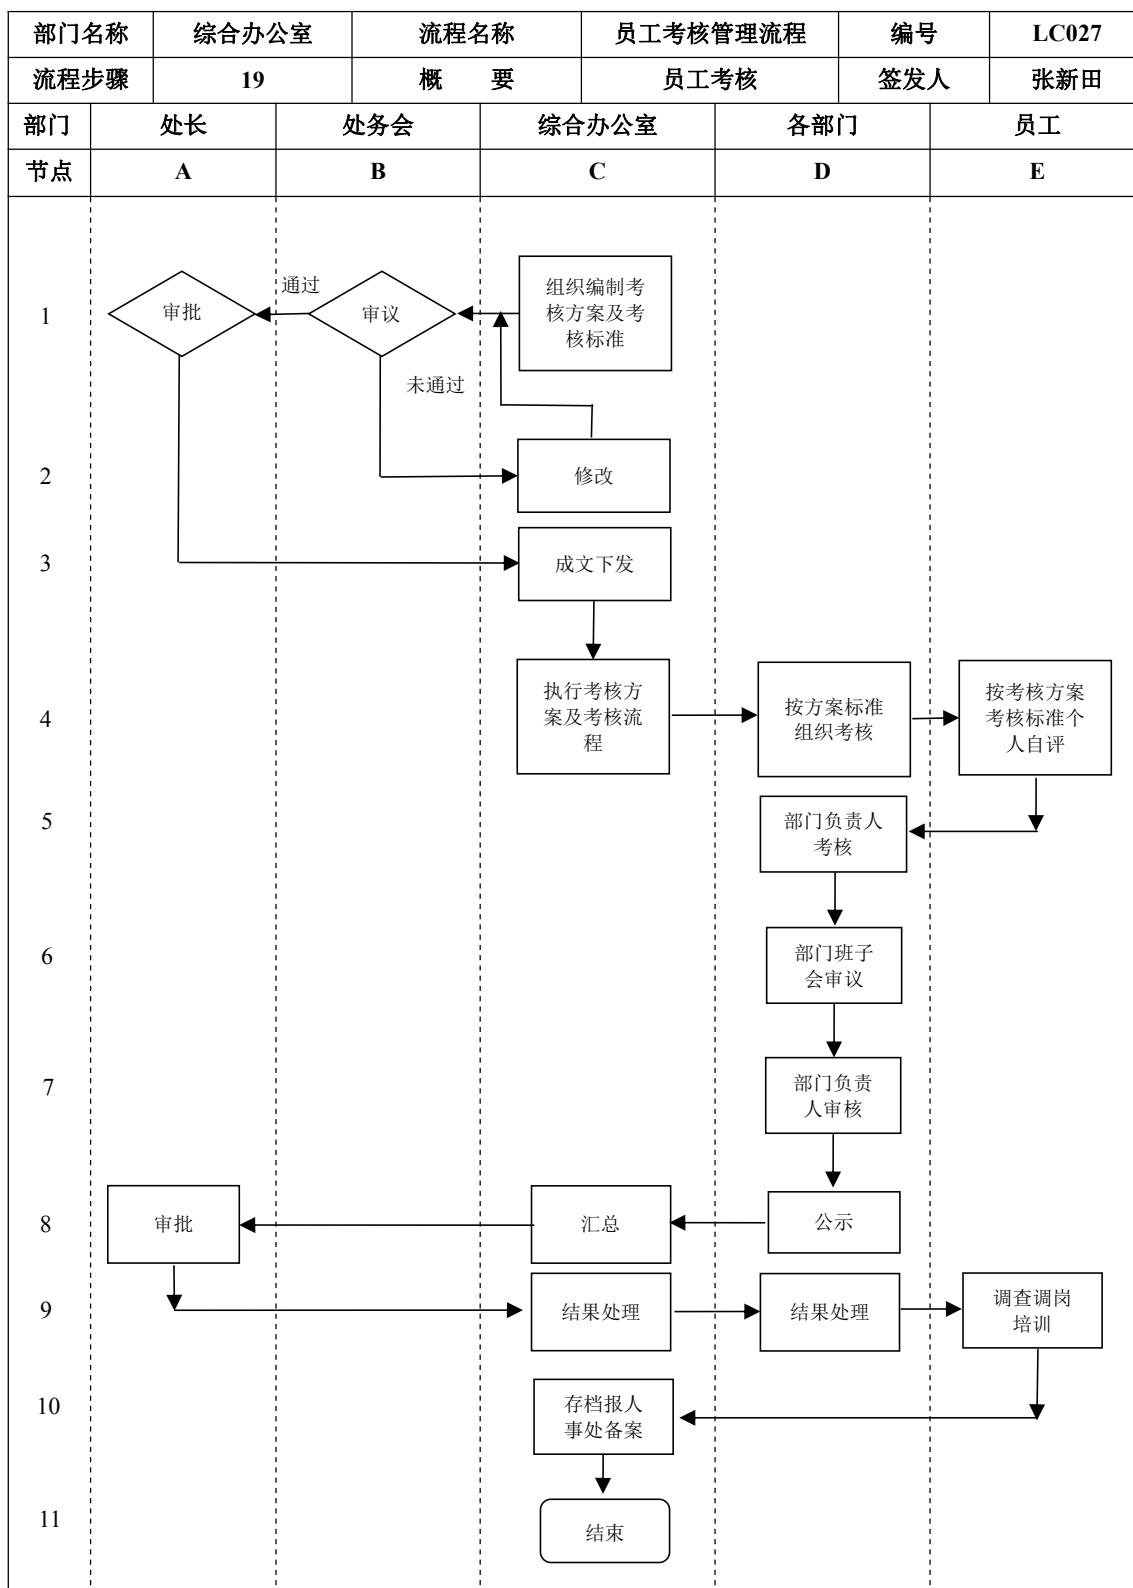 部门名称 综合办公室 流程名称 员工考核管理流程 编号 LC027
流程步骤 19 概 要 员工考核 签发人 张新田
部门 处长 处务会 综合办公室 各部门 员工
节点 A B C D E
1
审批
通过
审议
组织编制考
核方案及考
核标准
未通过
2
修改
3
成文下发
4
执行考核方
案及考核流
程
按方案标准
组织考核
按考核方案
考核标准个
人自评
5
部门负责人
考核
6
部门班子
会审议
7
部门负责
人审核
8
审批
汇总
公示
9
结果处理
结果处理
调查调岗
培训
10
存档报人
事处备案
11
结束